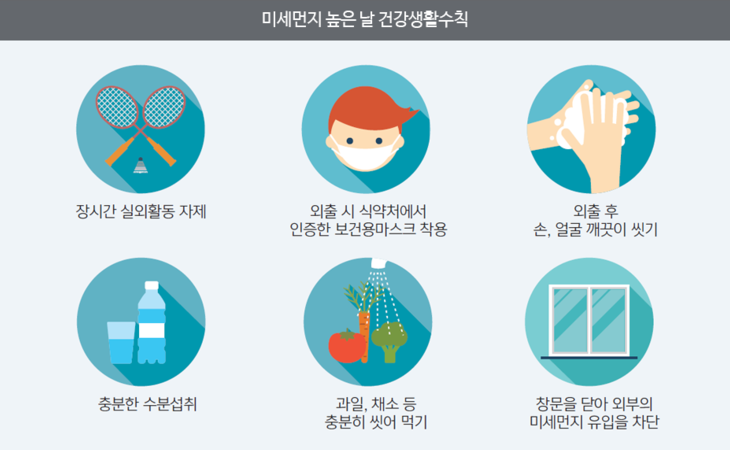 미세먼지 높은 날 건강생활수칙
장시간 실외활동 자제
외출 시 식약처에서
인증한 보건용마스크 착용
외출 후
손, 얼굴 깨끗이 씻기
충분한 수분섭취
과일, 채소 등
충분히 씻어 먹기
창문을 닫아 외부의
미세먼지 유입을 차단